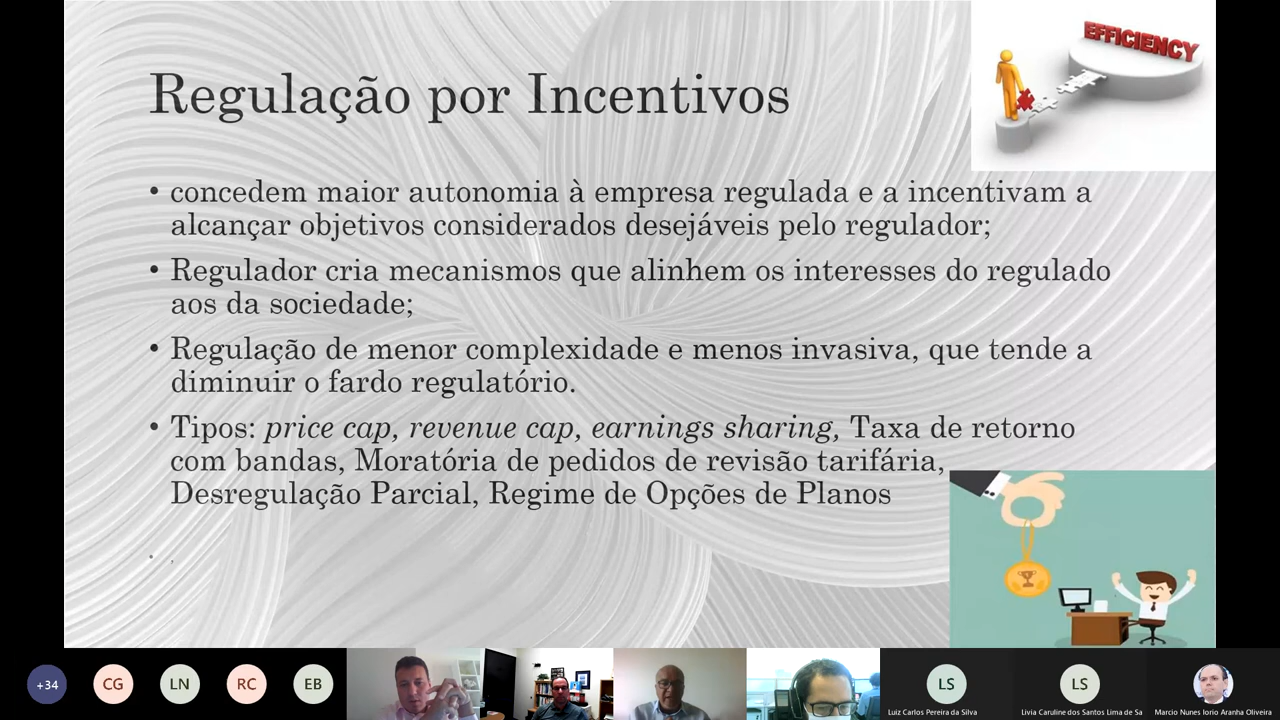 EFFICIENCY
Regulação por Incentivos
• concedem maior autonomia à empresa regulada e a incentivam a
alcançar objetivos considerados desejáveis pelo regulador;
• Regulador cria mecanismos que alinhem os interesses do regulado
aos da sociedade;
• Regulação de menor complexidade e menos invasiva, que tende a
diminuir o fardo regulatório.
• Tipos: price cap, revenue cap, earnings sharing, Taxa de retorno
com bandas, Moratória de pedidos de revisão tarifária,
Desregulação Parcial, Regime de Opções de Planos
• ,
+34
CG
LN
RC
EB
LS
LS
Luiz Carlos Pereira da Silva
Livia Caruline dos Santos Lima de Sa
Marcio Nunes Iorio Aranha Oliveira